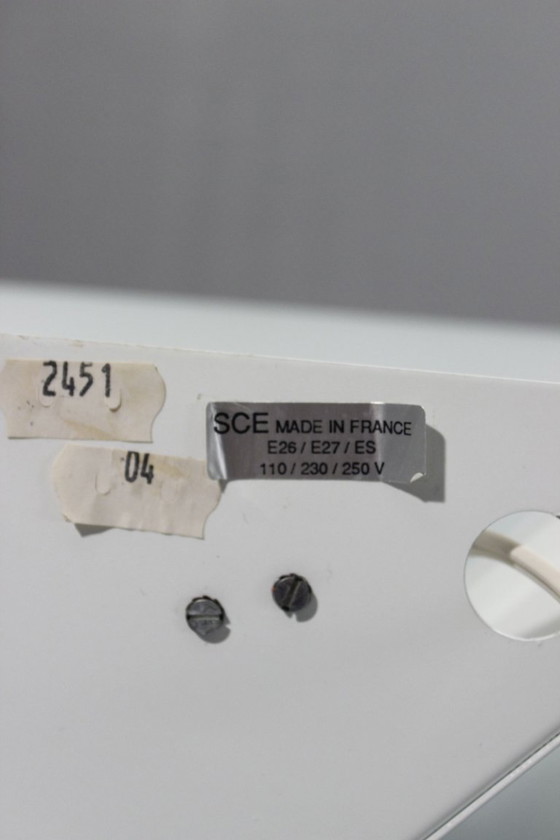 2451
04
SCE MADE IN FRANCE
E26 / E27 / ES
110 / 230 / 250 V